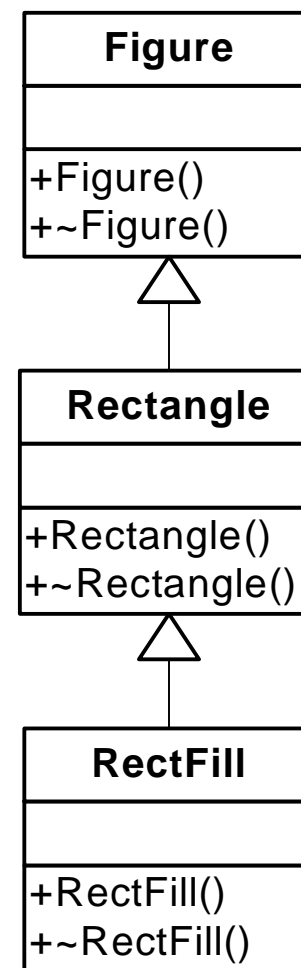 Figure
+Figure()
+~Figure()
Rectangle
+Rectangle()
+~Rectangle()
RectFill
+RectFill()
+~RectFill()